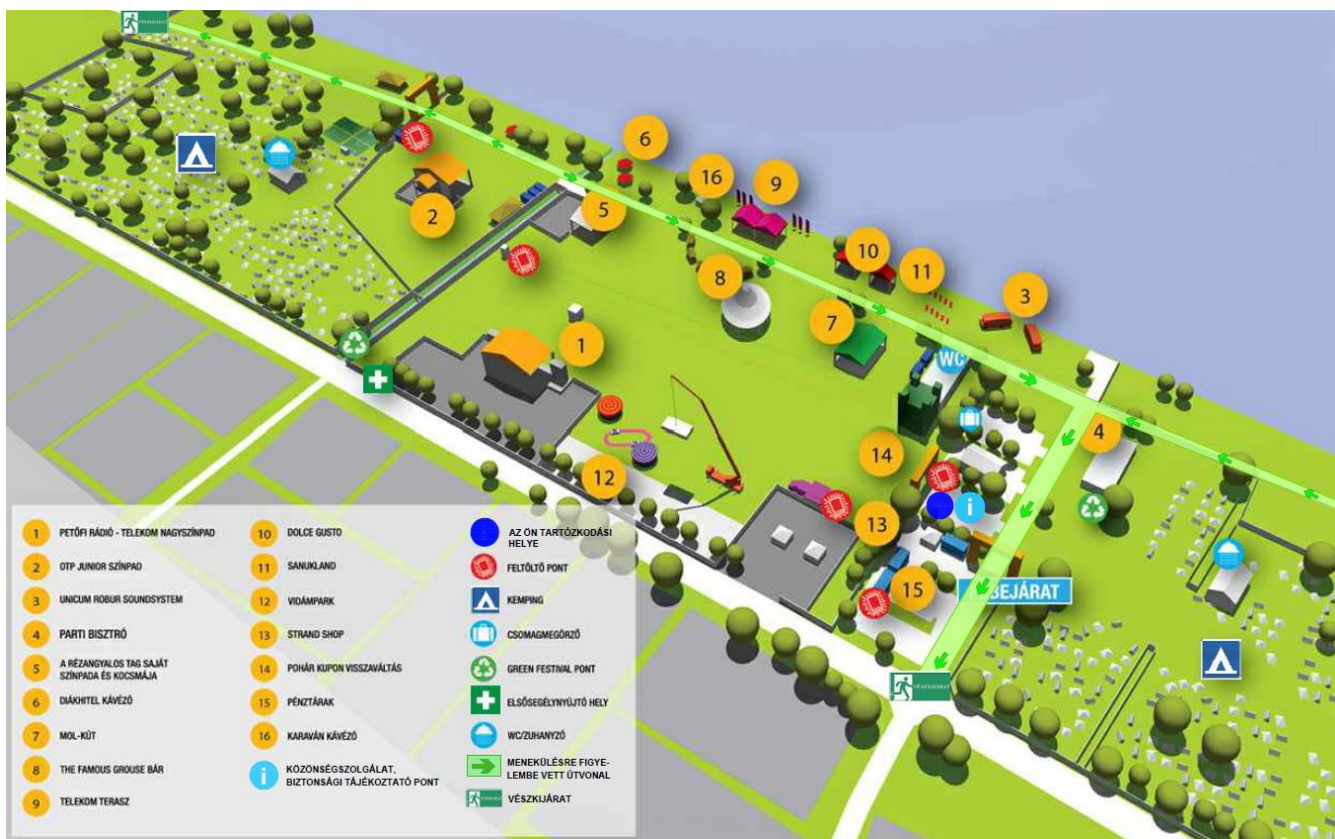 VÉSZKIJÁRAT
6
16
9
2
5
10
11
8
3
7
1
WC
4
14
12
13
i
15
BEJÁRAT
VÉSZKIJÁRAT
1 PETŐFI RÁDIÓ - TELEKOM NAGYSZÍNPAD
2 OTP JUNIOR SZÍNPAD
3 UNICUM ROBUR SOUNDSYSTEM
4 PARTI BISZTRÓ
5 A RÉZANGYALOS TAG SAJÁT
SZÍNPADA ÉS KOCSMÁJA
6 DIÁKHITEL KÁVÉZÓ
7 MOL-KÚT
8 THE FAMOUS GROUSE BÁR
9 TELEKOM TERASZ
10 DOLCE GUSTO
11 SANUKLAND
12 VIDÁMPARK
13 STRAND SHOP
14 POHÁR KUPON VISSZAVÁLTÁS
15 PÉNZTÁRAK
16 KARAVÁN KÁVÉZÓ
i KÖZÖNSÉGSZOLGÁLAT,
BIZTONSÁGI TÁJÉKOZTATÓ PONT
AZ ÖN TARTÓZKODÁSI
HELYE
FELTÖLTŐ PONT
KEMPING
CSOMAGMEGŐRZŐ
GREEN FESTIVAL PONT
ELSŐSEGÉLYNYÚJTÓ HELY
WC/ZUHANYZÓ
MENEKÜLÉSRE FIGYE-
LEMBE VETT ÚTVONAL
VÉSZKIJÁRAT